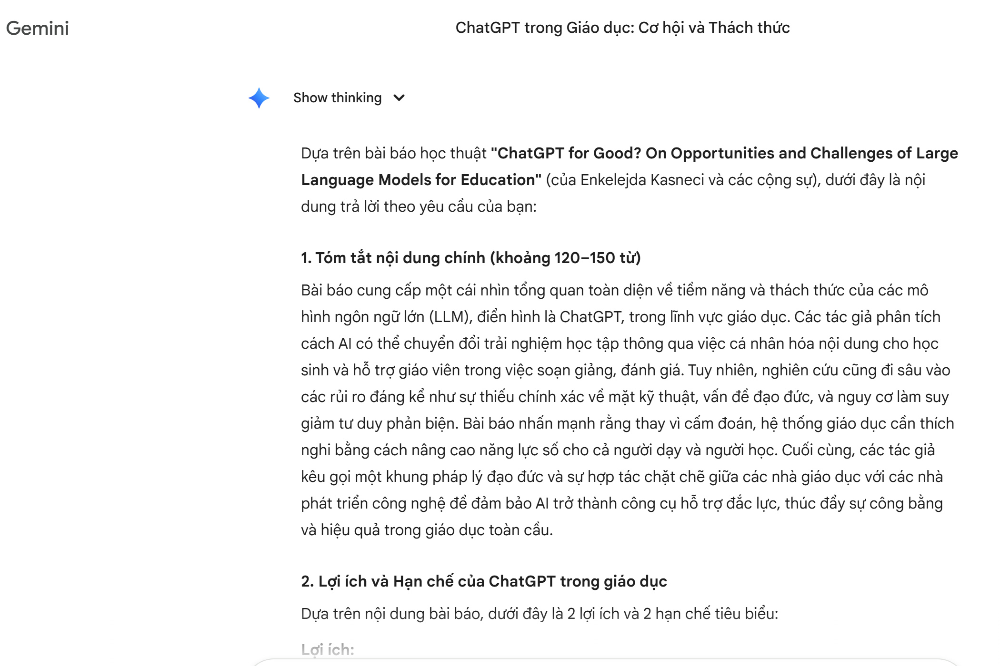 Gemini
ChatGPT trong Giáo dục: Cơ hội và Thách thức
Show thinking
Dựa trên bài báo học thuật "ChatGPT for Good? On Opportunities and Challenges of Large
Language Models for Education" (của Enkelejda Kasneci và các cộng sự), dưới đây là nội
dung trả lời theo yêu cầu của bạn:
1. Tóm tắt nội dung chính (khoảng 120–150 từ)
Bài báo cung cấp một cái nhìn tổng quan toàn diện về tiềm năng và thách thức của các mô
hình ngôn ngữ lớn (LLM), điển hình là ChatGPT, trong lĩnh vực giáo dục. Các tác giả phân tích
cách AI có thể chuyển đổi trải nghiệm học tập thông qua việc cá nhân hóa nội dung cho học
sinh và hỗ trợ giáo viên trong việc soạn giảng, đánh giá. Tuy nhiên, nghiên cứu cũng đi sâu vào
các rủi ro đáng kể như sự thiếu chính xác về mặt kỹ thuật, vấn đề đạo đức, và nguy cơ làm suy
giảm tư duy phản biện. Bài báo nhấn mạnh rằng thay vì cấm đoán, hệ thống giáo dục cần thích
nghi bằng cách nâng cao năng lực số cho cả người dạy và người học. Cuối cùng, các tác giả
kêu gọi một khung pháp lý đạo đức và sự hợp tác chặt chẽ giữa các nhà giáo dục với các nhà
phát triển công nghệ để đảm bảo AI trở thành công cụ hỗ trợ đắc lực, thúc đẩy sự công bằng
và hiệu quả trong giáo dục toàn cầu.
2. Lợi ích và Hạn chế của ChatGPT trong giáo dục
Dựa trên nội dung bài báo, dưới đây là 2 lợi ích và 2 hạn chế tiêu biểu:
Lợi ích: